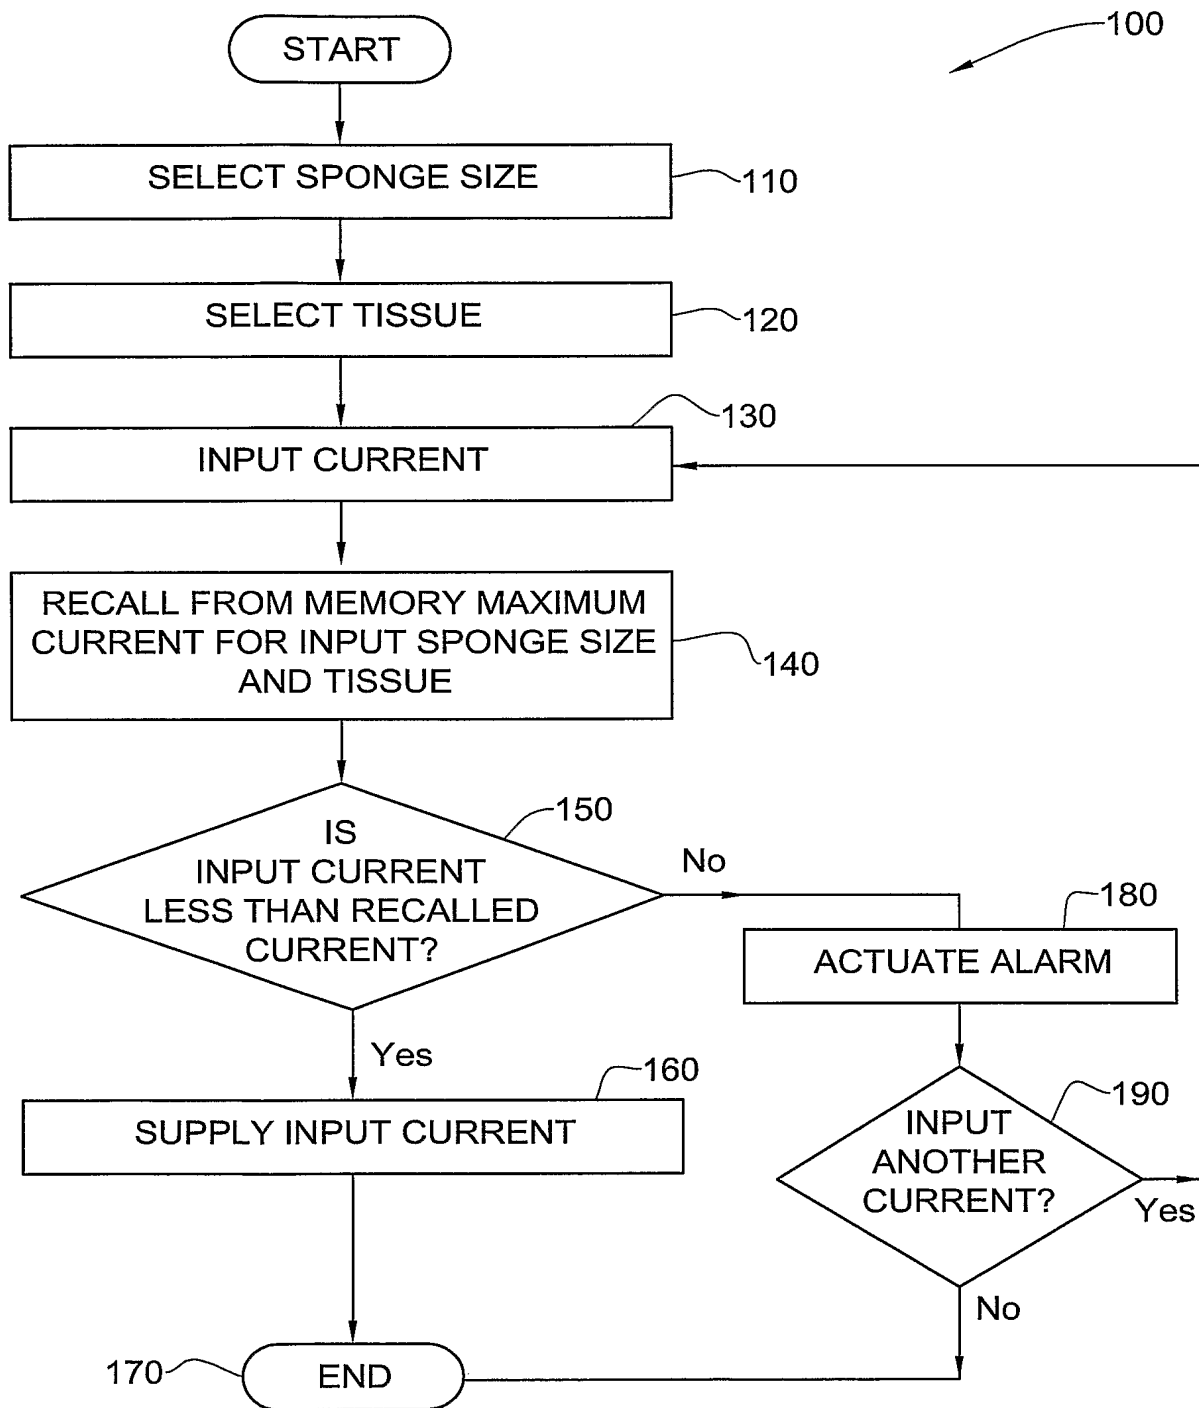 START
100
SELECT SPONGE SIZE
110
SELECT TISSUE
120
130
INPUT CURRENT
RECALL FROM MEMORY MAXIMUM
CURRENT FOR INPUT SPONGE SIZE
AND TISSUE
140
150
IS
INPUT CURRENT
LESS THAN RECALLED
CURRENT?
No
180
ACTUATE ALARM
Yes
160
SUPPLY INPUT CURRENT
190
INPUT
ANOTHER
CURRENT?
Yes
No
170
END